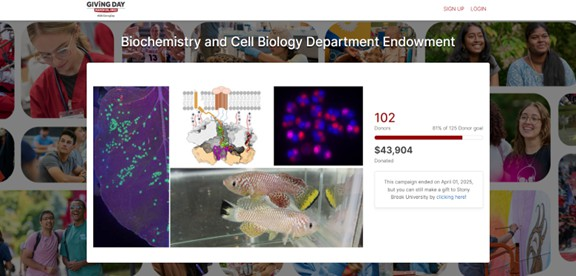 GIVING DAY
SIGN UP LOGIN
Biochemistry and Cell Biology Department Endowment
102
Donors 81% of 125 Donor goal
$43,904
Donated
This campaign ended on April 01, 2025,
but you can still make a gift to Stony
Brook University by clicking here!